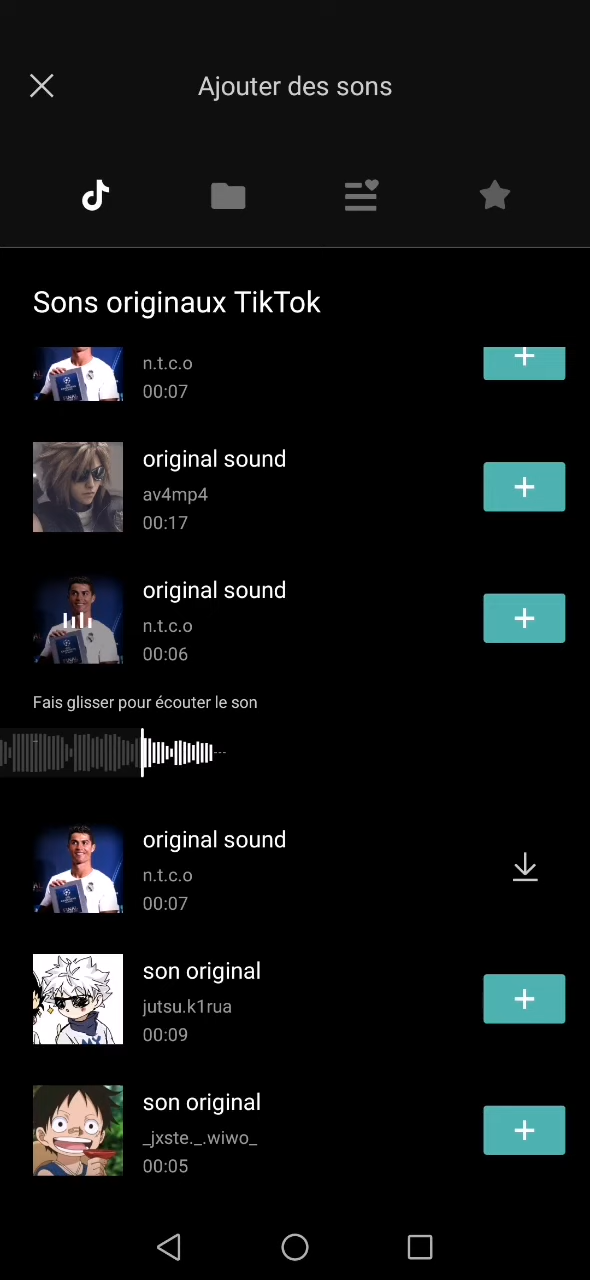 Ajouter des sons
Sons originaux TikTok
n.t.c.o
00:07
original sound
av4mp4
00:17
original sound
n.t.c.o
00:06
Fais glisser pour écouter le son
original sound
n.t.c.o
00:07
son original
jutsu.k1rua
00:09
son original
_jxste._.wiwo_
00:05